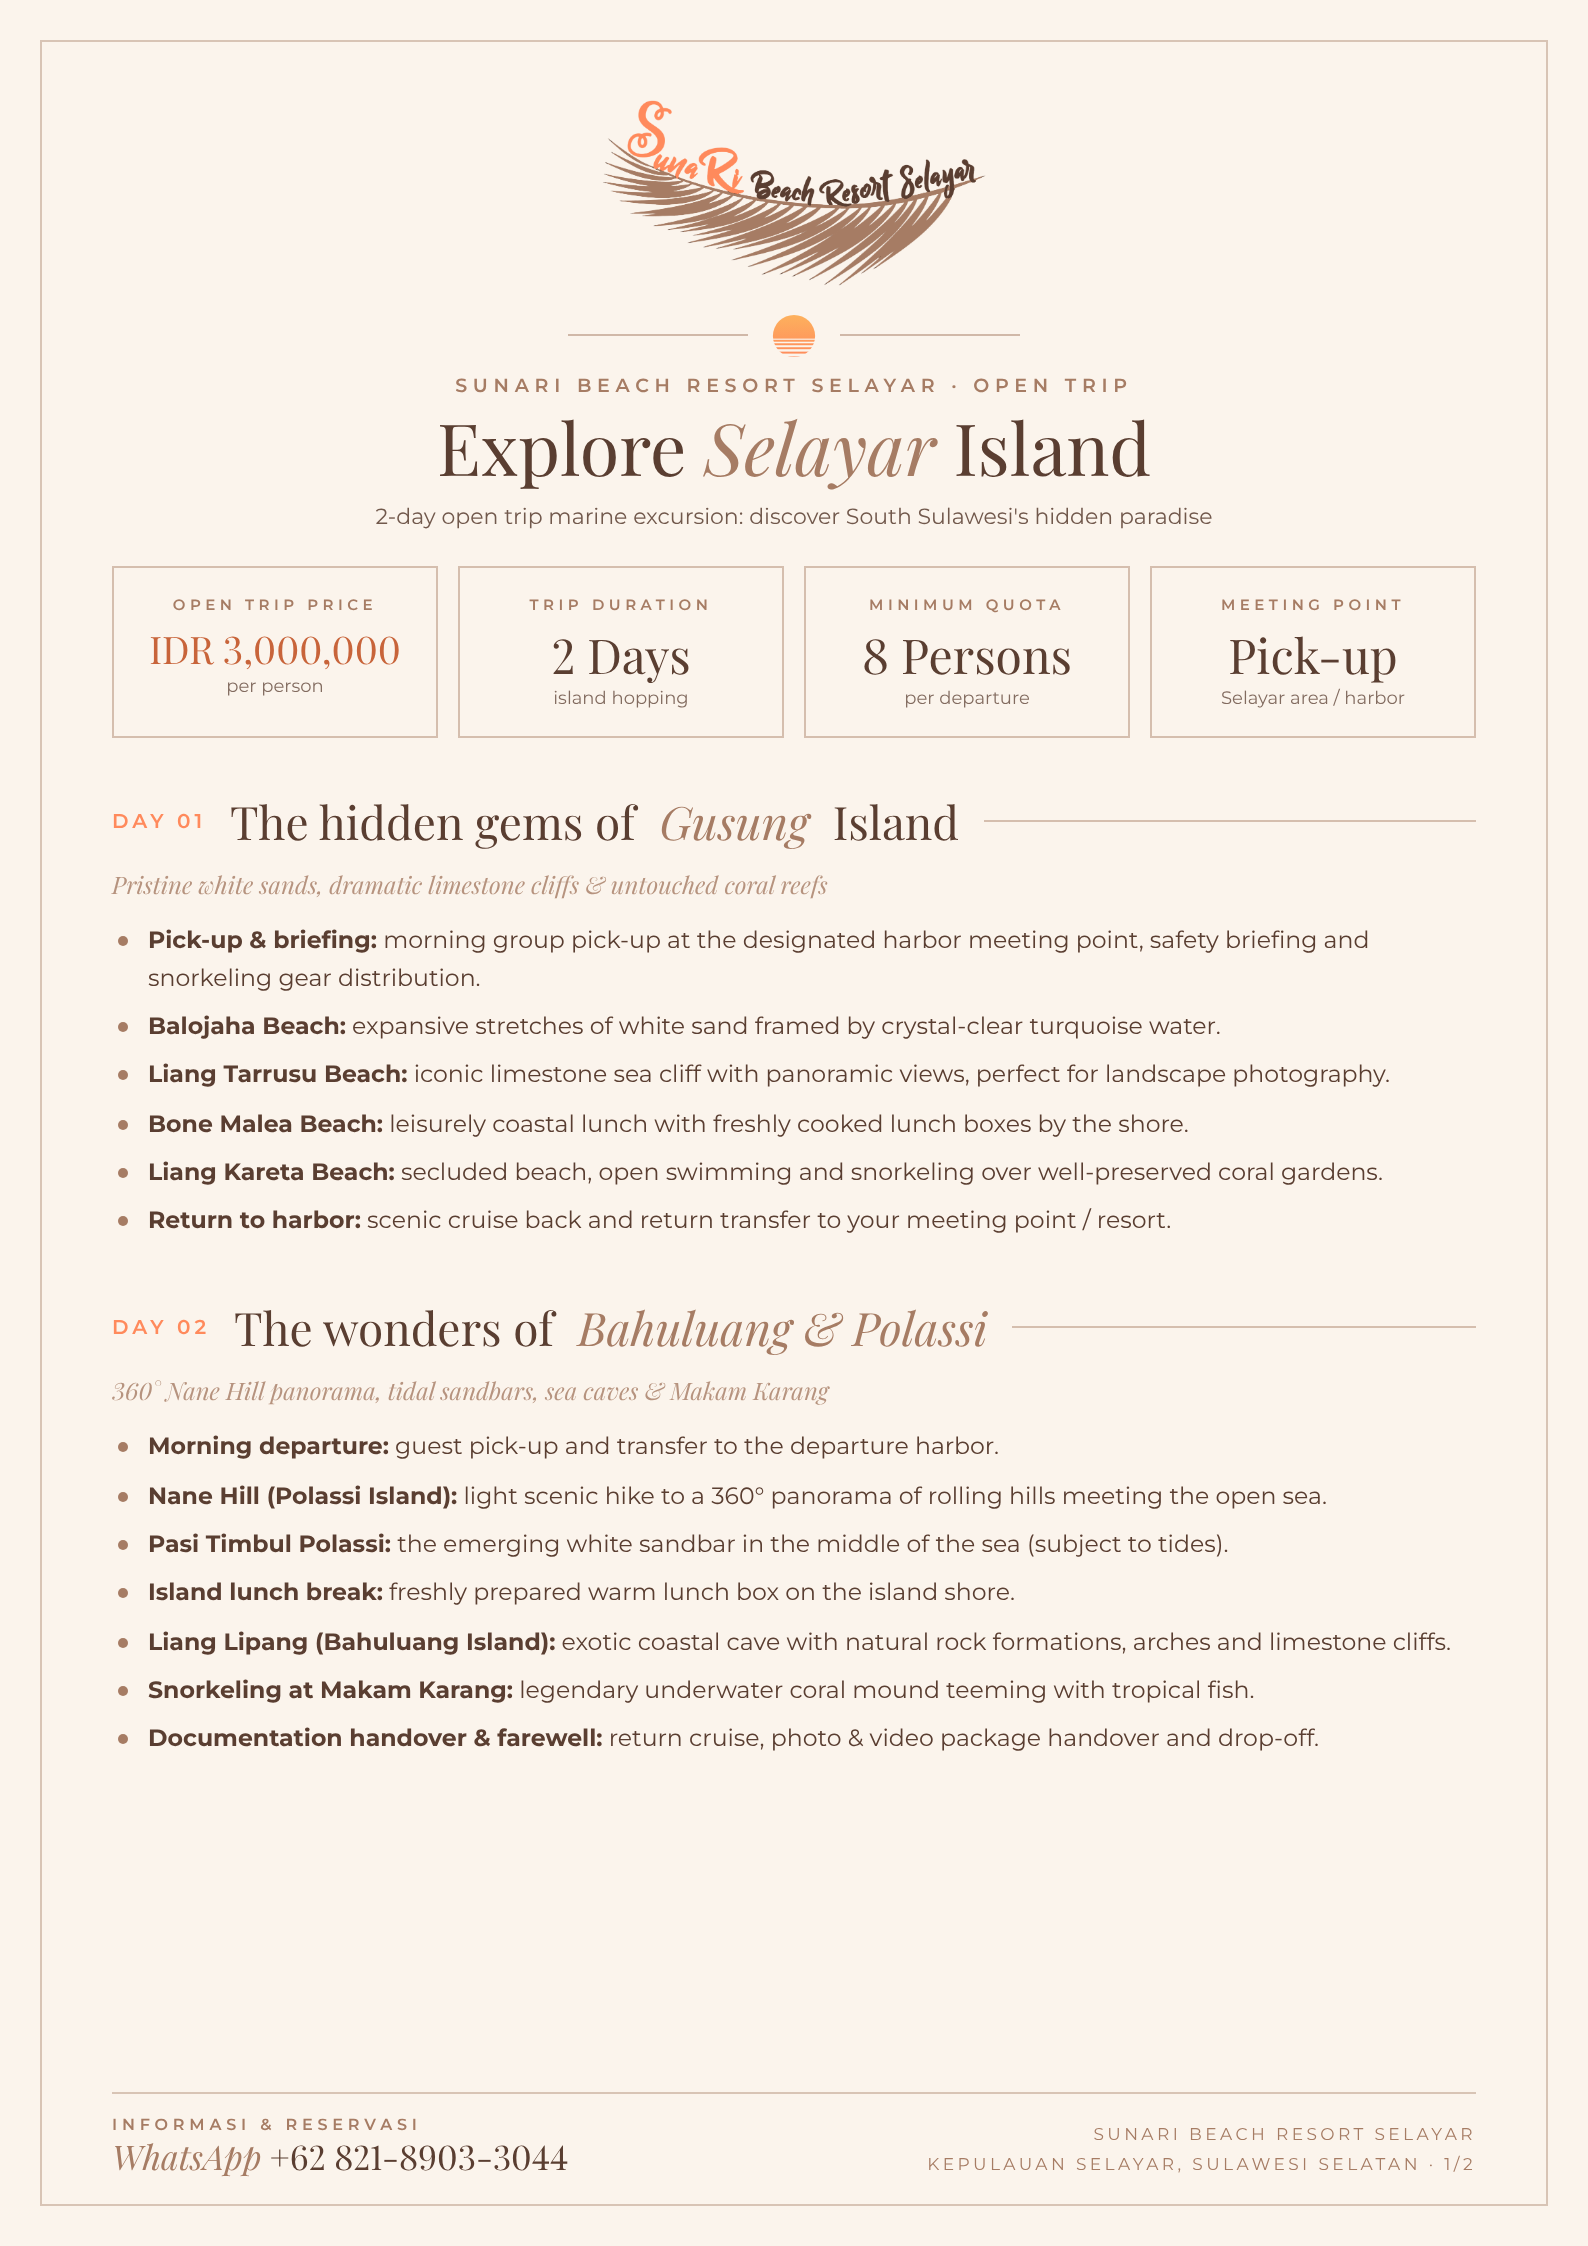 SunaRi Beach Resort Selayar
SUNARI BEACH RESORT SELAYAR · OPEN TRIP
Explore Selayar Island
2-day open trip marine excursion: discover South Sulawesi's hidden paradise
OPEN TRIP PRICE
IDR 3,000,000
per person
TRIP DURATION
2 Days
island hopping
MINIMUM QUOTA
8 Persons
per departure
MEETING POINT
Pick-up
Selayar area / harbor
DAY 01 The hidden gems of Gusung Island
Pristine white sands, dramatic limestone cliffs & untouched coral reefs
• Pick-up & briefing: morning group pick-up at the designated harbor meeting point, safety briefing and
snorkeling gear distribution.
• Balojaha Beach: expansive stretches of white sand framed by crystal-clear turquoise water.
• Liang Tarrusu Beach: iconic limestone sea cliff with panoramic views, perfect for landscape photography.
• Bone Malea Beach: leisurely coastal lunch with freshly cooked lunch boxes by the shore.
• Liang Kareta Beach: secluded beach, open swimming and snorkeling over well-preserved coral gardens.
• Return to harbor: scenic cruise back and return transfer to your meeting point / resort.
DAY 02 The wonders of Bahuluang & Polassi
360° Nane Hill panorama, tidal sandbars, sea caves & Makam Karang
• Morning departure: guest pick-up and transfer to the departure harbor.
• Nane Hill (Polassi Island): light scenic hike to a 360° panorama of rolling hills meeting the open sea.
• Pasi Timbul Polassi: the emerging white sandbar in the middle of the sea (subject to tides).
• Island lunch break: freshly prepared warm lunch box on the island shore.
• Liang Lipang (Bahuluang Island): exotic coastal cave with natural rock formations, arches and limestone cliffs.
• Snorkeling at Makam Karang: legendary underwater coral mound teeming with tropical fish.
• Documentation handover & farewell: return cruise, photo & video package handover and drop-off.
INFORMASI & RESERVASI
WhatsApp +62 821-8903-3044
SUNARI BEACH RESORT SELAYAR
KEPULAUAN SELAYAR, SULAWESI SELATAN · 1/2